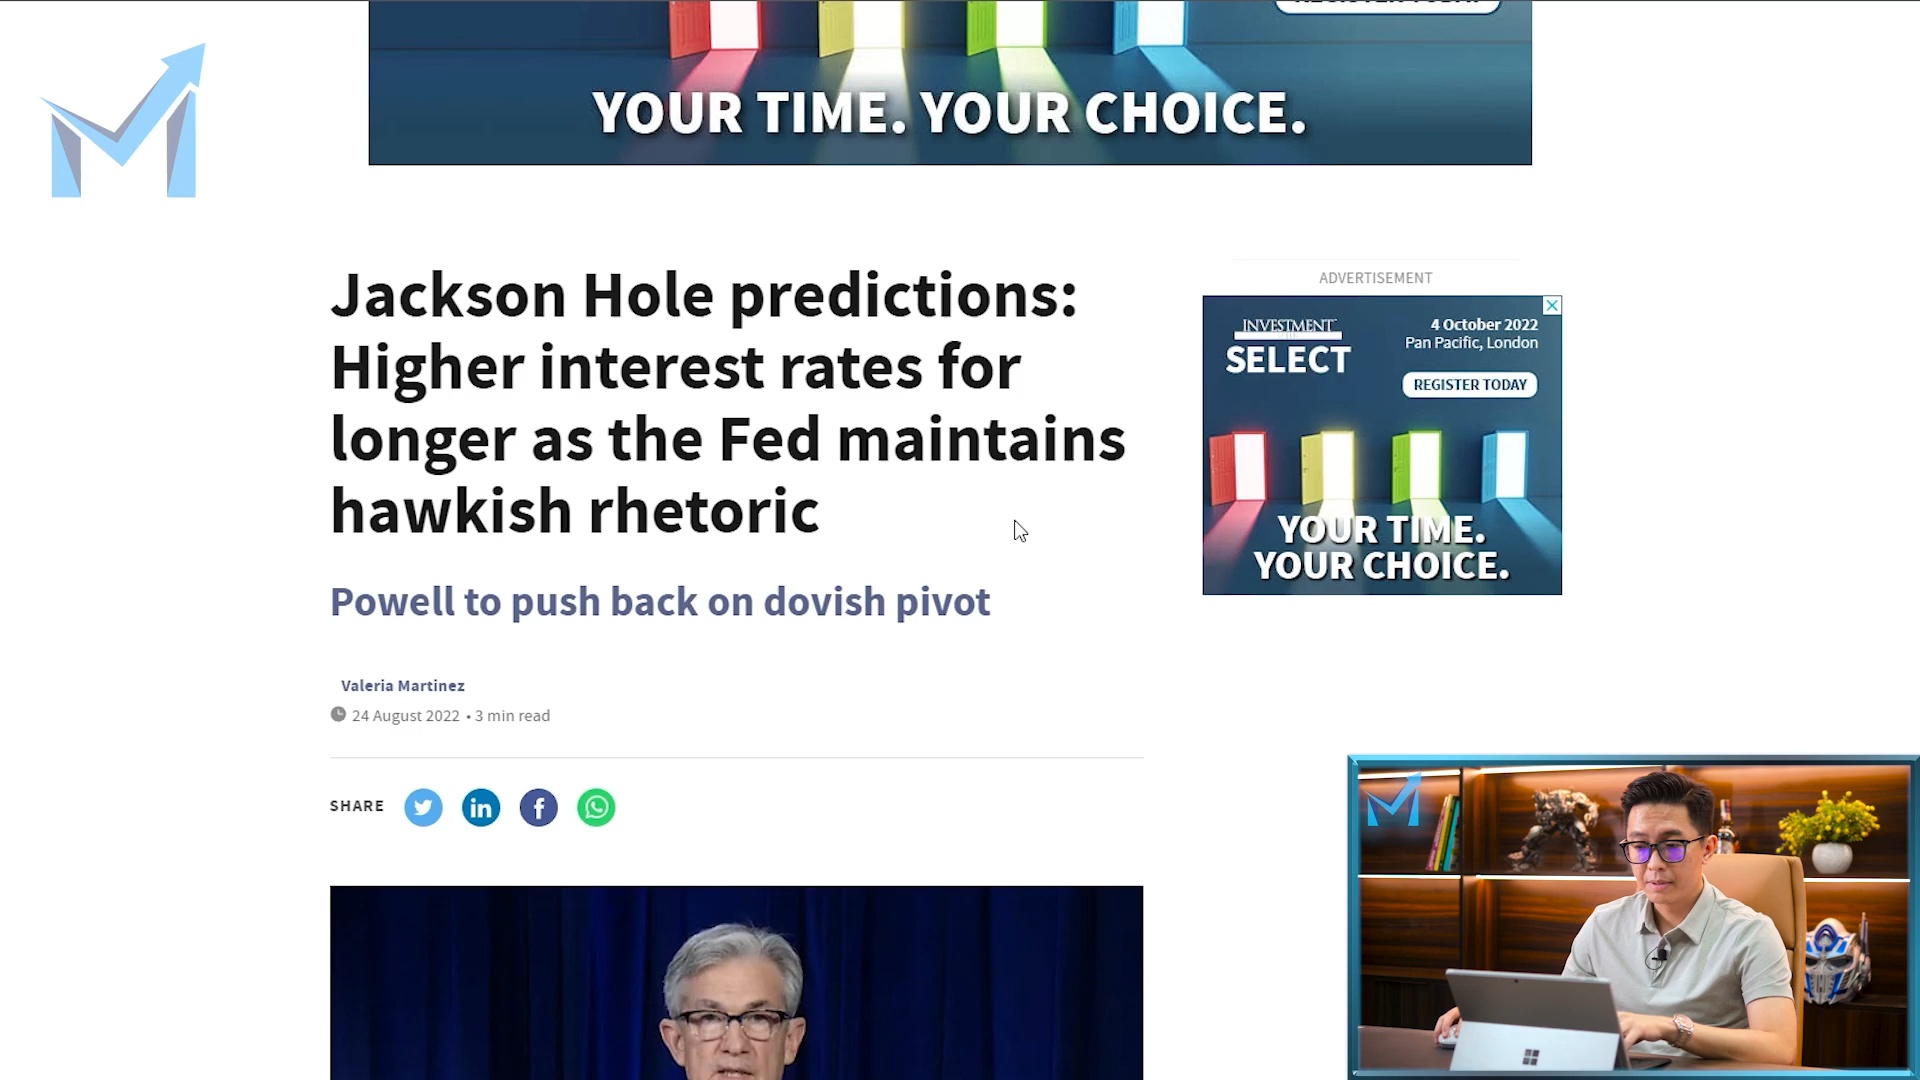 REGISTER TODAY
YOUR TIME. YOUR CHOICE.
Jackson Hole predictions:
Higher interest rates for
longer as the Fed maintains
hawkish rhetoric
Powell to push back on dovish pivot
Valeria Martinez
24 August 2022 • 3 min read
SHARE
ADVERTISEMENT
INVESTMENT
SELECT
4 October 2022
Pan Pacific, London
REGISTER TODAY
YOUR TIME.
YOUR CHOICE.